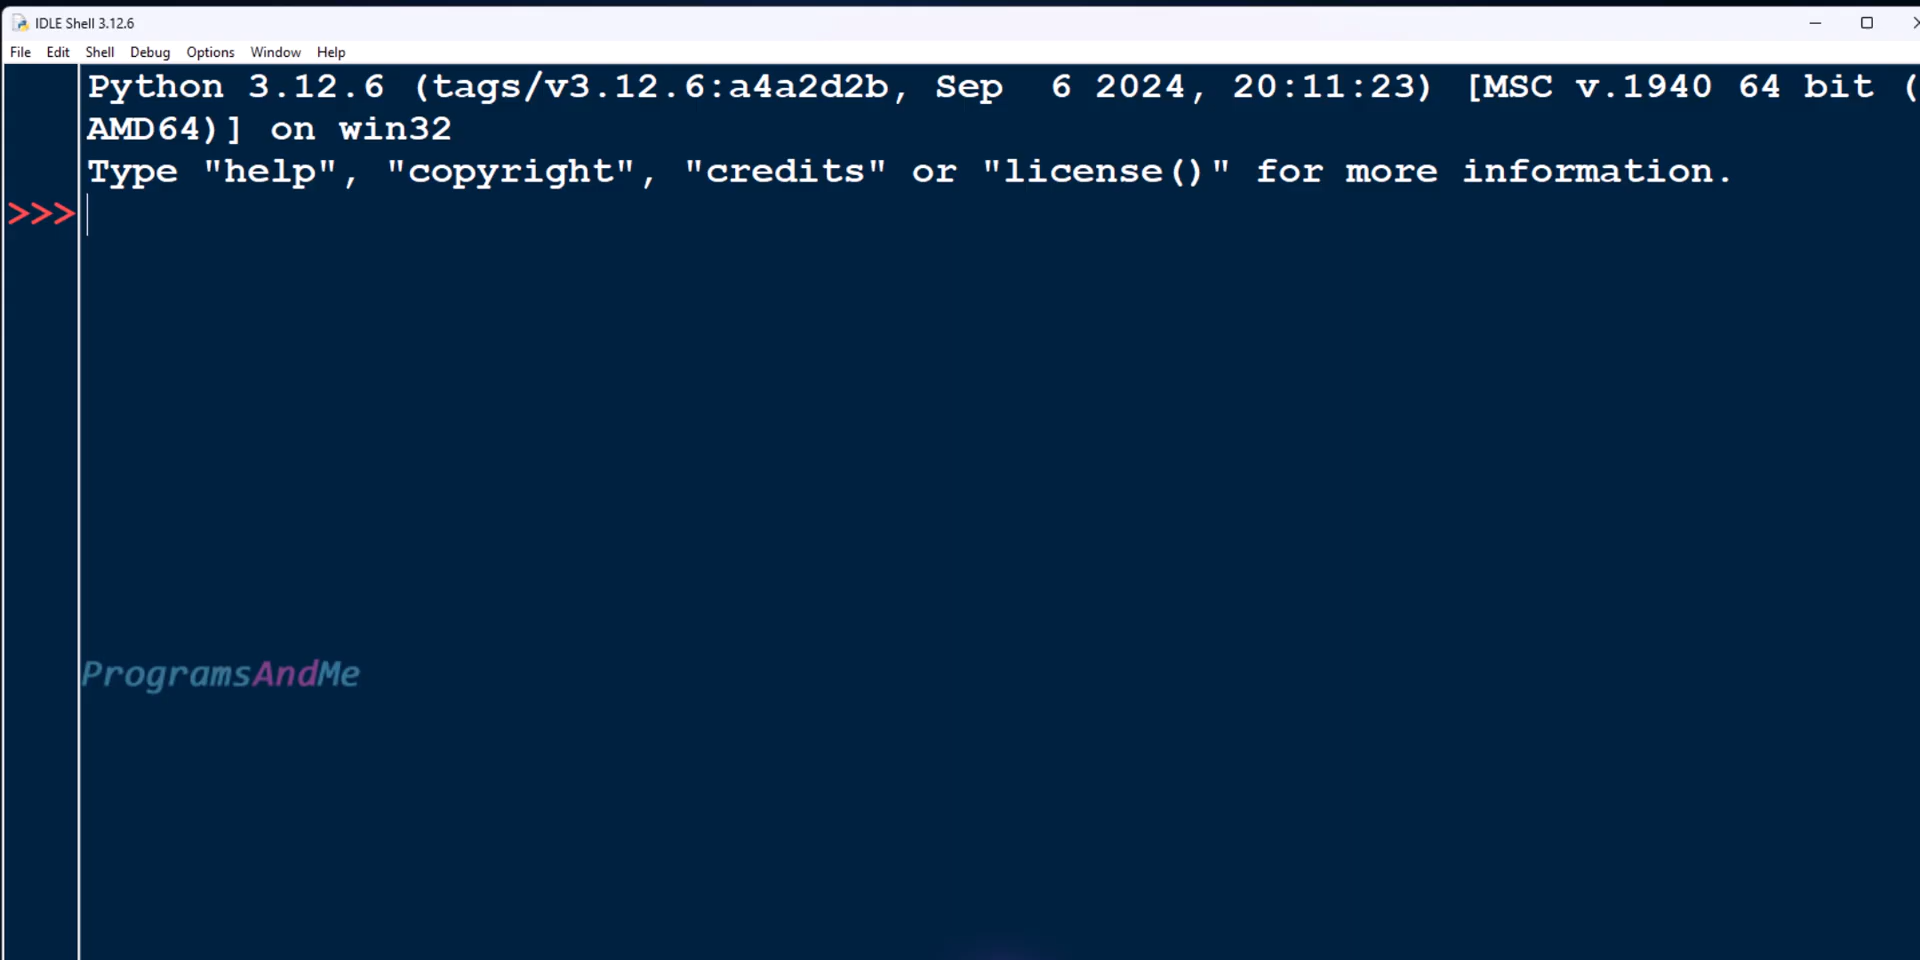 IDLE Shell 3.12.6
File Edit Shell Debug Options Window Help
Python 3.12.6 (tags/v3.12.6:a4a2d2b, Sep  6 2024, 20:11:23) [MSC v.1940 64 bit (
AMD64)] on win32
Type "help", "copyright", "credits" or "license()" for more information.
>>>
ProgramsAndMe